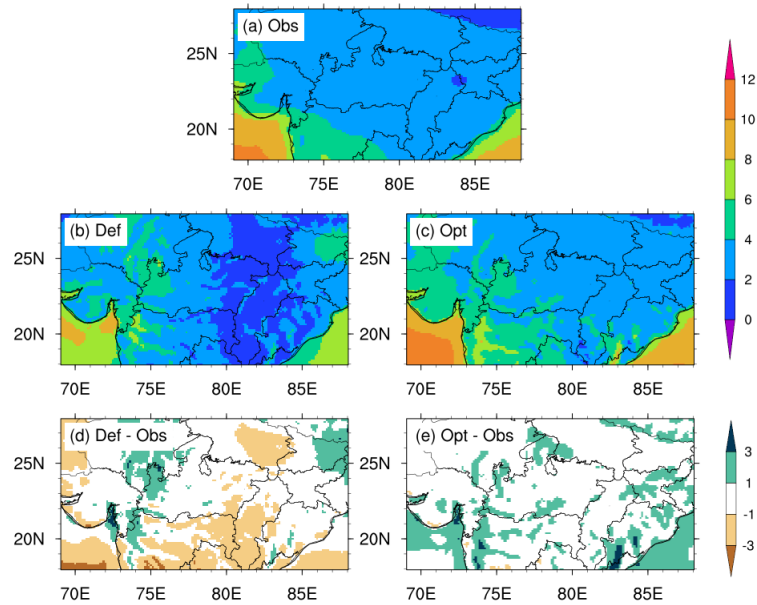 (a) Obs
25N
20N
70E 75E 80E 85E
(b) Def
25N
20N
70E 75E 80E 85E
(c) Opt
25N
20N
70E 75E 80E 85E
12
10
8
6
4
2
0
(d) Def - Obs
25N
20N
70E 75E 80E 85E
(e) Opt - Obs
25N
20N
70E 75E 80E 85E
3
1
-1
-3